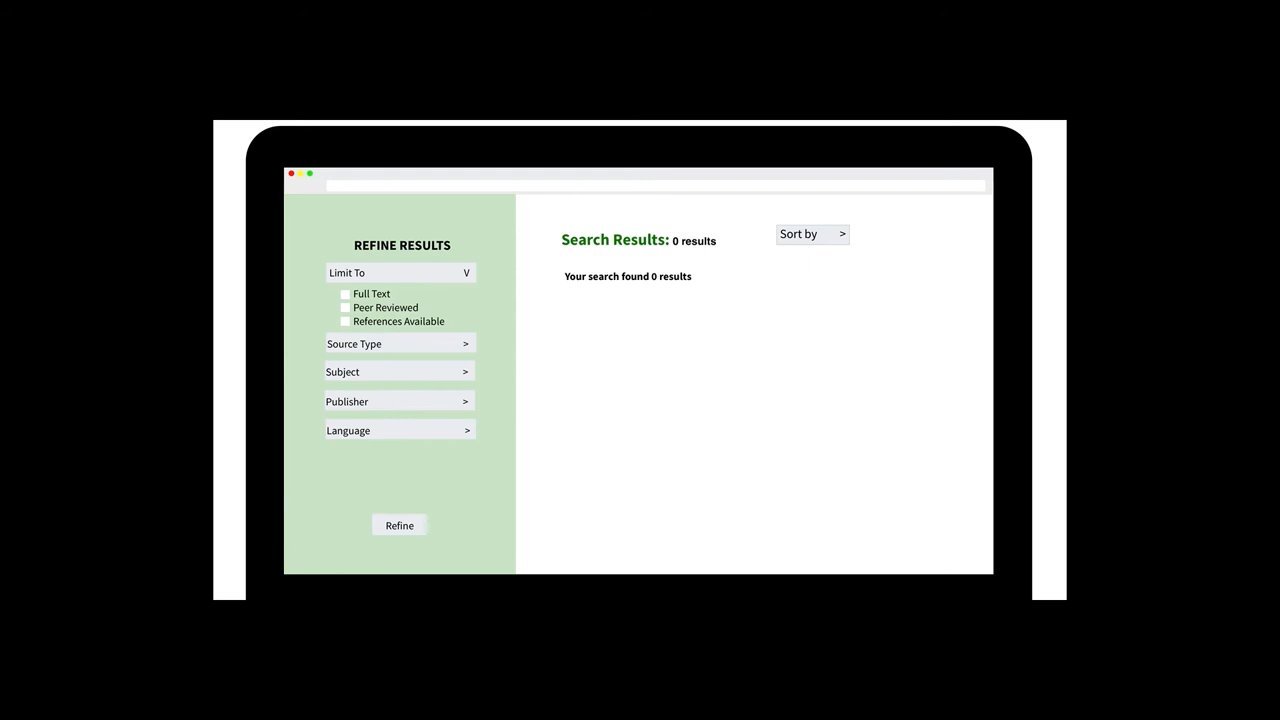 REFINE RESULTS
Limit To V
Full Text
Peer Reviewed
References Available
Source Type >
Subject >
Publisher >
Language >
Refine
Search Results: 0 results
Sort by >
Your search found 0 results